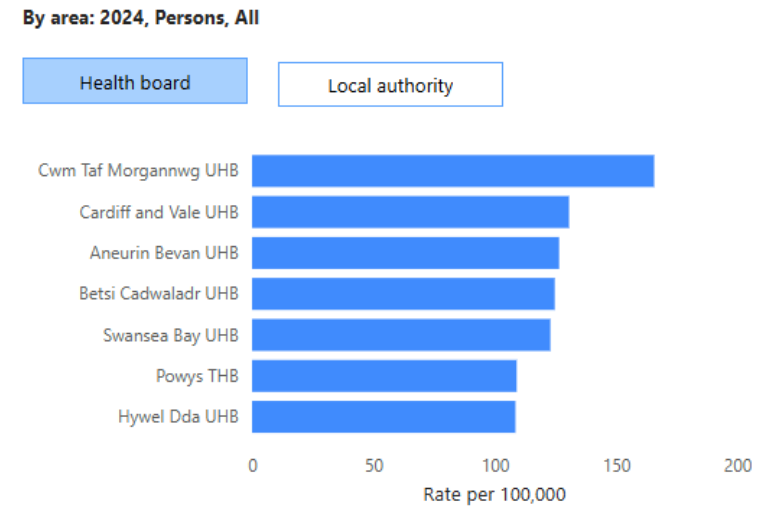 By area: 2024, Persons, All
Health board
Local authority
Cwm Taf Morgannwg UHB
Cardiff and Vale UHB
Aneurin Bevan UHB
Betsi Cadwaladr UHB
Swansea Bay UHB
Powys THB
Hywel Dda UHB
0 50 100 150 200
Rate per 100,000